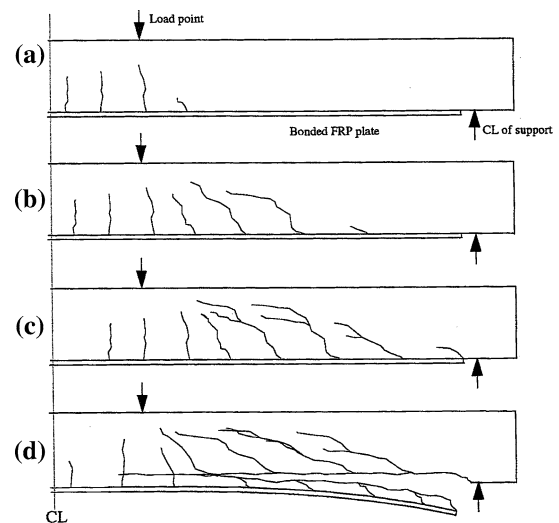 Load point
(a)
Bonded FRP plate
CL of support
(b)
(c)
(d)
CL